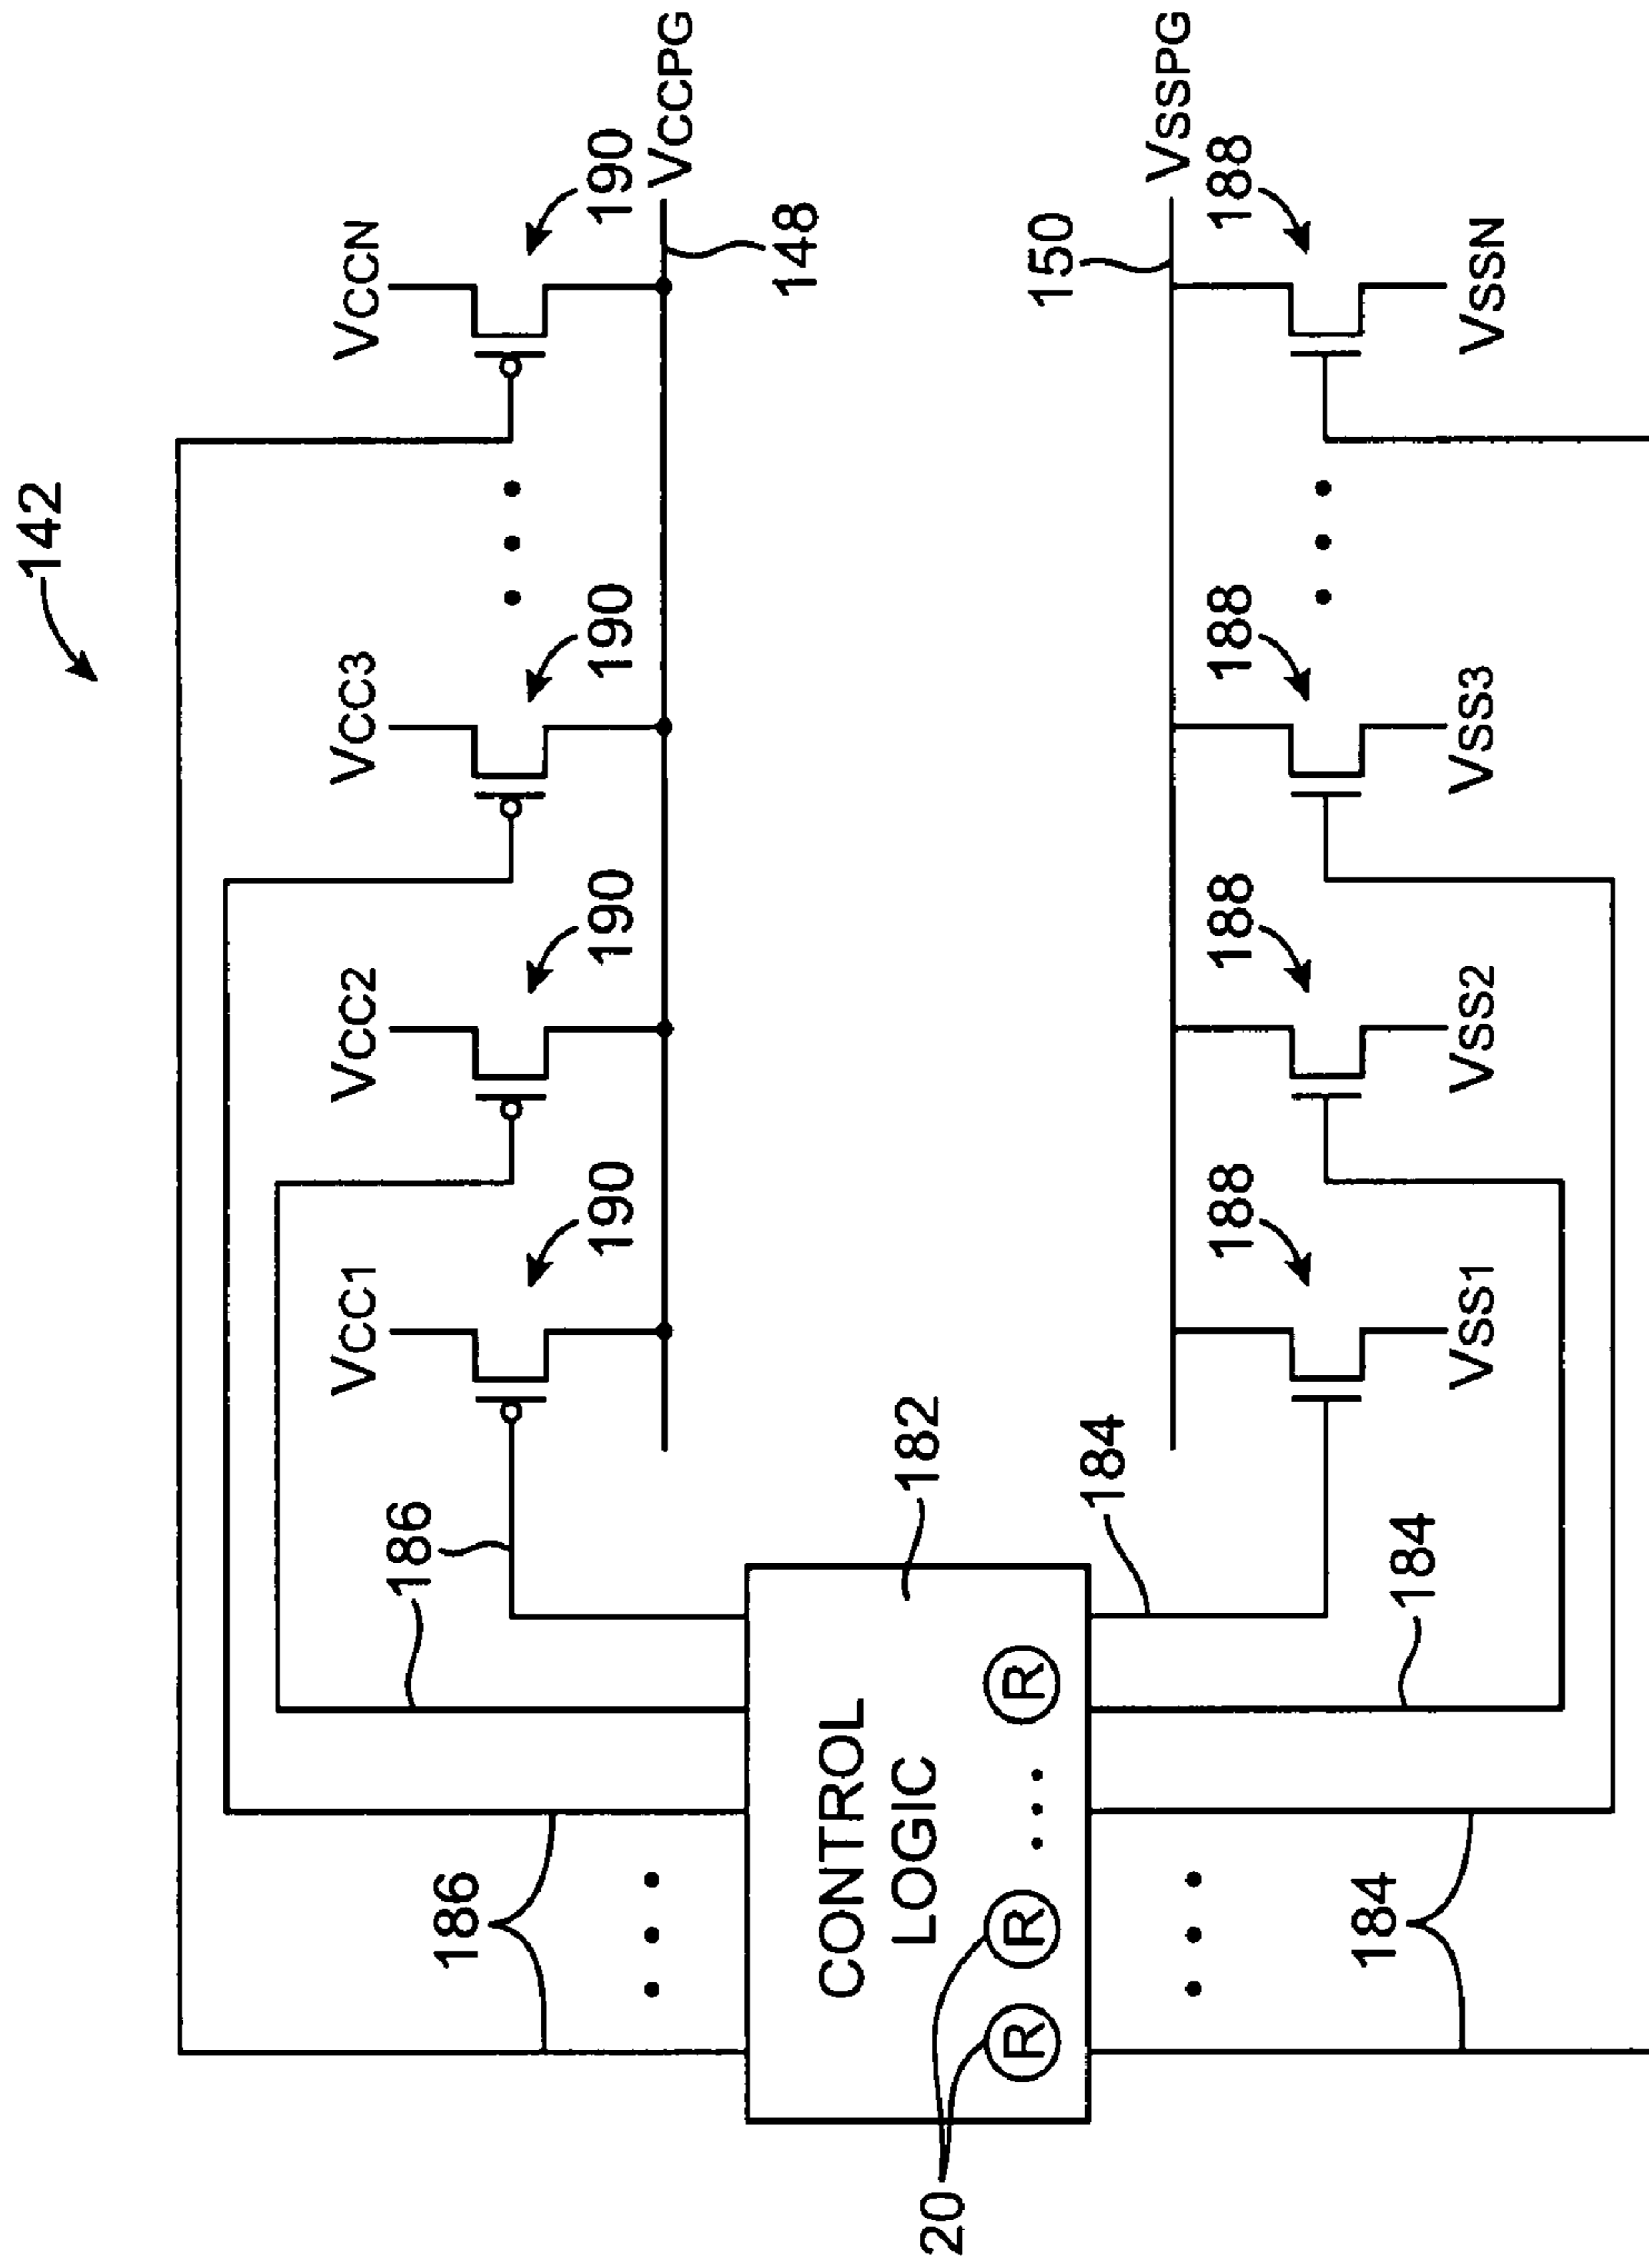 142
VCC1
VCC2
VCC3
VCCN
190
190
190
190
VCCPG
148
186
186
186
CONTROL
LOGIC
182
R
R
R
20
184
184
184
150
VSSPG
188
188
188
188
VSS1
VSS2
VSS3
VSSN